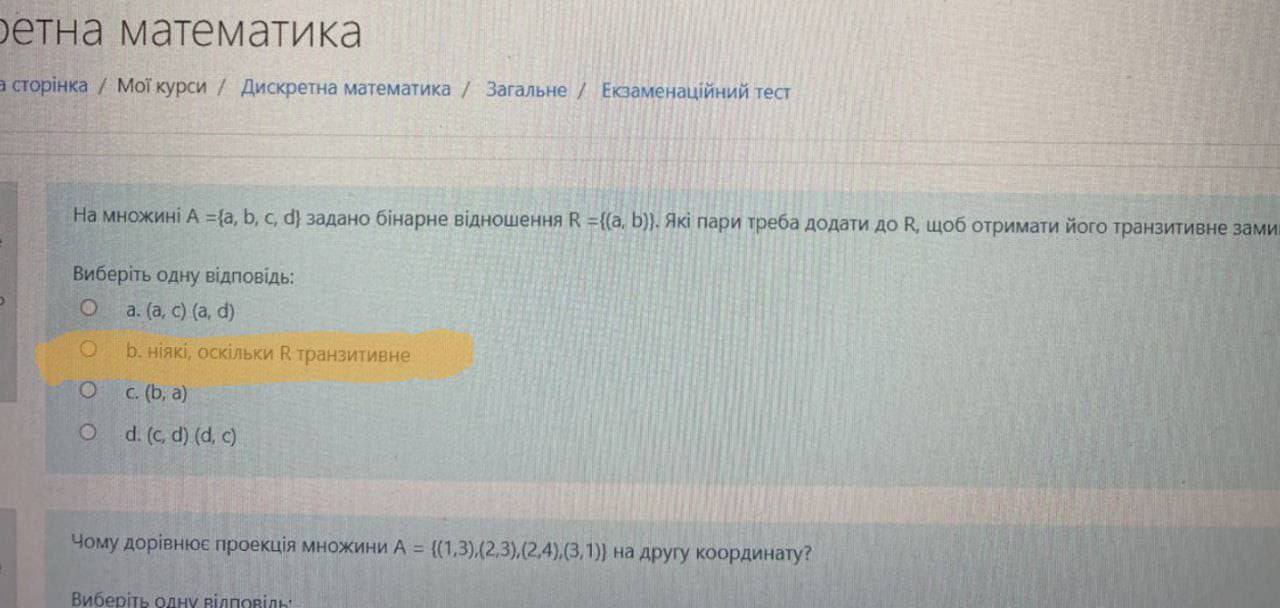 математика
сторінка / Мої курси / Дискретна математика / Загальне / Екзаменаційний тест
На множині A ={a, b, c, d} задано бінарне відношення R ={(a, b)}. Які пари треба додати до R, щоб отримати його транзитивне
Виберіть одну відповідь:
a. (a, c) (a, d)
b. ніякі, оскільки R транзитивне
c. (b, a)
d. (c, d) (d, c)
Чому дорівнює проекція множини A = {(1,3),(2,3),(2,4),(3,1)} на другу координату?
Виберіть одну відповідь: